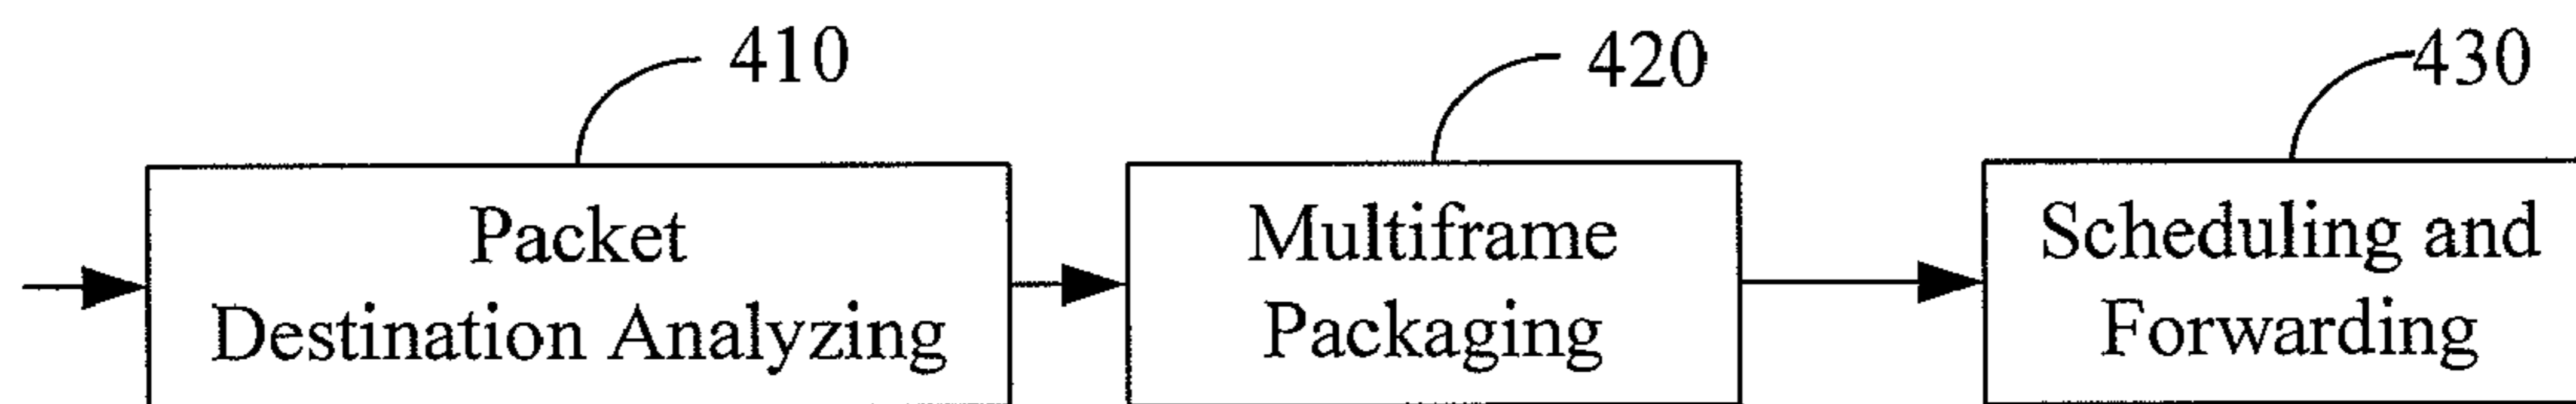 410
420
430
Packet
Destination Analyzing
Multiframe
Packaging
Scheduling and
Forwarding